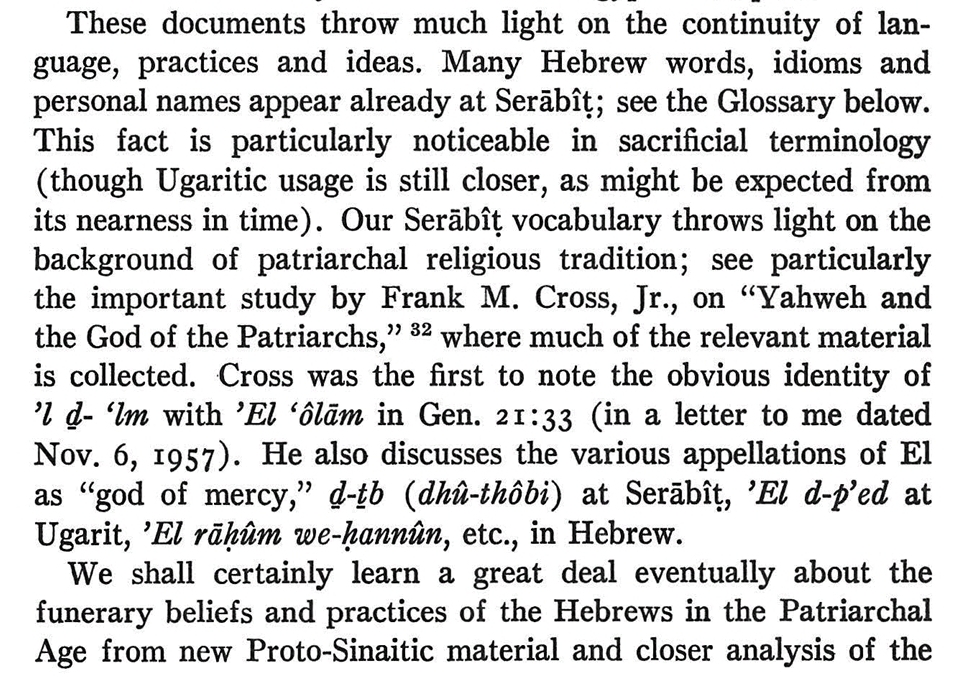 These documents throw much light on the continuity of lan-
guage, practices and ideas. Many Hebrew words, idioms and
personal names appear already at Serābîṭ; see the Glossary below.
This fact is particularly noticeable in sacrificial terminology
(though Ugaritic usage is still closer, as might be expected from
its nearness in time). Our Serābîṭ vocabulary throws light on the
background of patriarchal religious tradition; see particularly
the important study by Frank M. Cross, Jr., on “Yahweh and
the God of the Patriarchs,” ³² where much of the relevant material
is collected. Cross was the first to note the obvious identity of
’l ḏ- ‘lm with ’El ‘ôlām in Gen. 21:33 (in a letter to me dated
Nov. 6, 1957). He also discusses the various appellations of El
as “god of mercy,” ḏ-ṯb (dhû-thôbi) at Serābîṭ, ’El d-p’ed at
Ugarit, ’El rāḥûm we-ḥannûn, etc., in Hebrew.
We shall certainly learn a great deal eventually about the
funerary beliefs and practices of the Hebrews in the Patriarchal
Age from new Proto-Sinaitic material and closer analysis of the